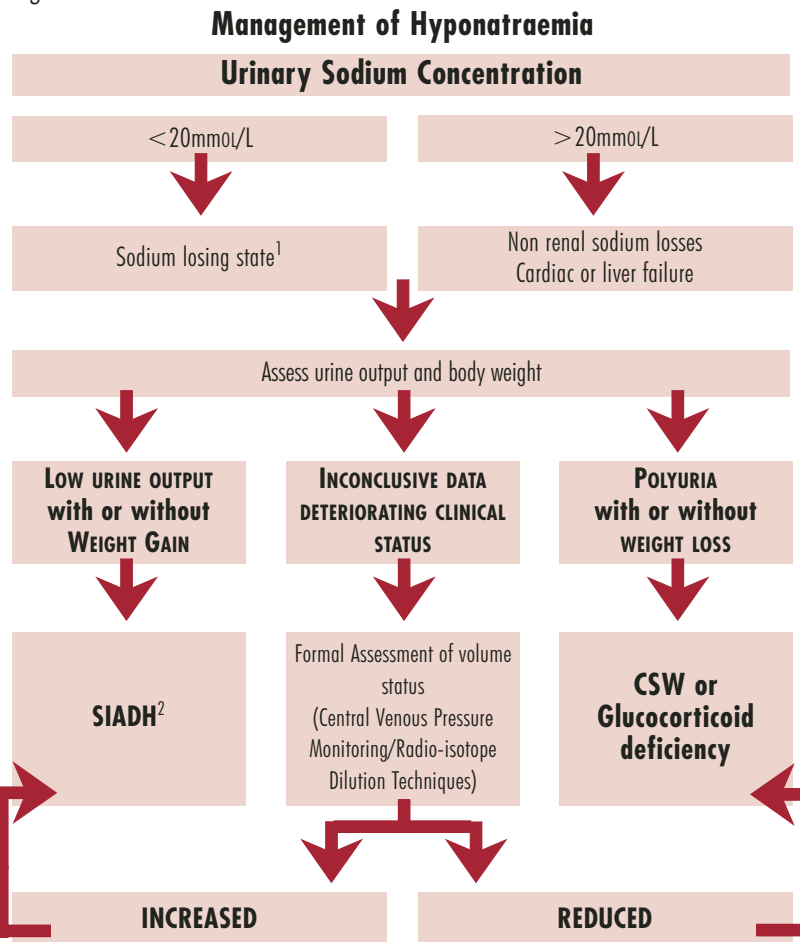 Management of Hyponatraemia
Urinary Sodium Concentration
<20mmol/L
>20mmol/L
Sodium losing state1
Non renal sodium losses
Cardiac or liver failure
Assess urine output and body weight
LOW URINE OUTPUT
with or without
WEIGHT GAIN
INCONCLUSIVE DATA
DETERIORATING CLINICAL
STATUS
POLYURIA
with or without
WEIGHT LOSS
SIADH2
Formal Assessment of volume
status
(Central Venous Pressure
Monitoring/Radio-isotope
Dilution Techniques)
CSW or
Glucocorticoid
deficiency
INCREASED
REDUCED